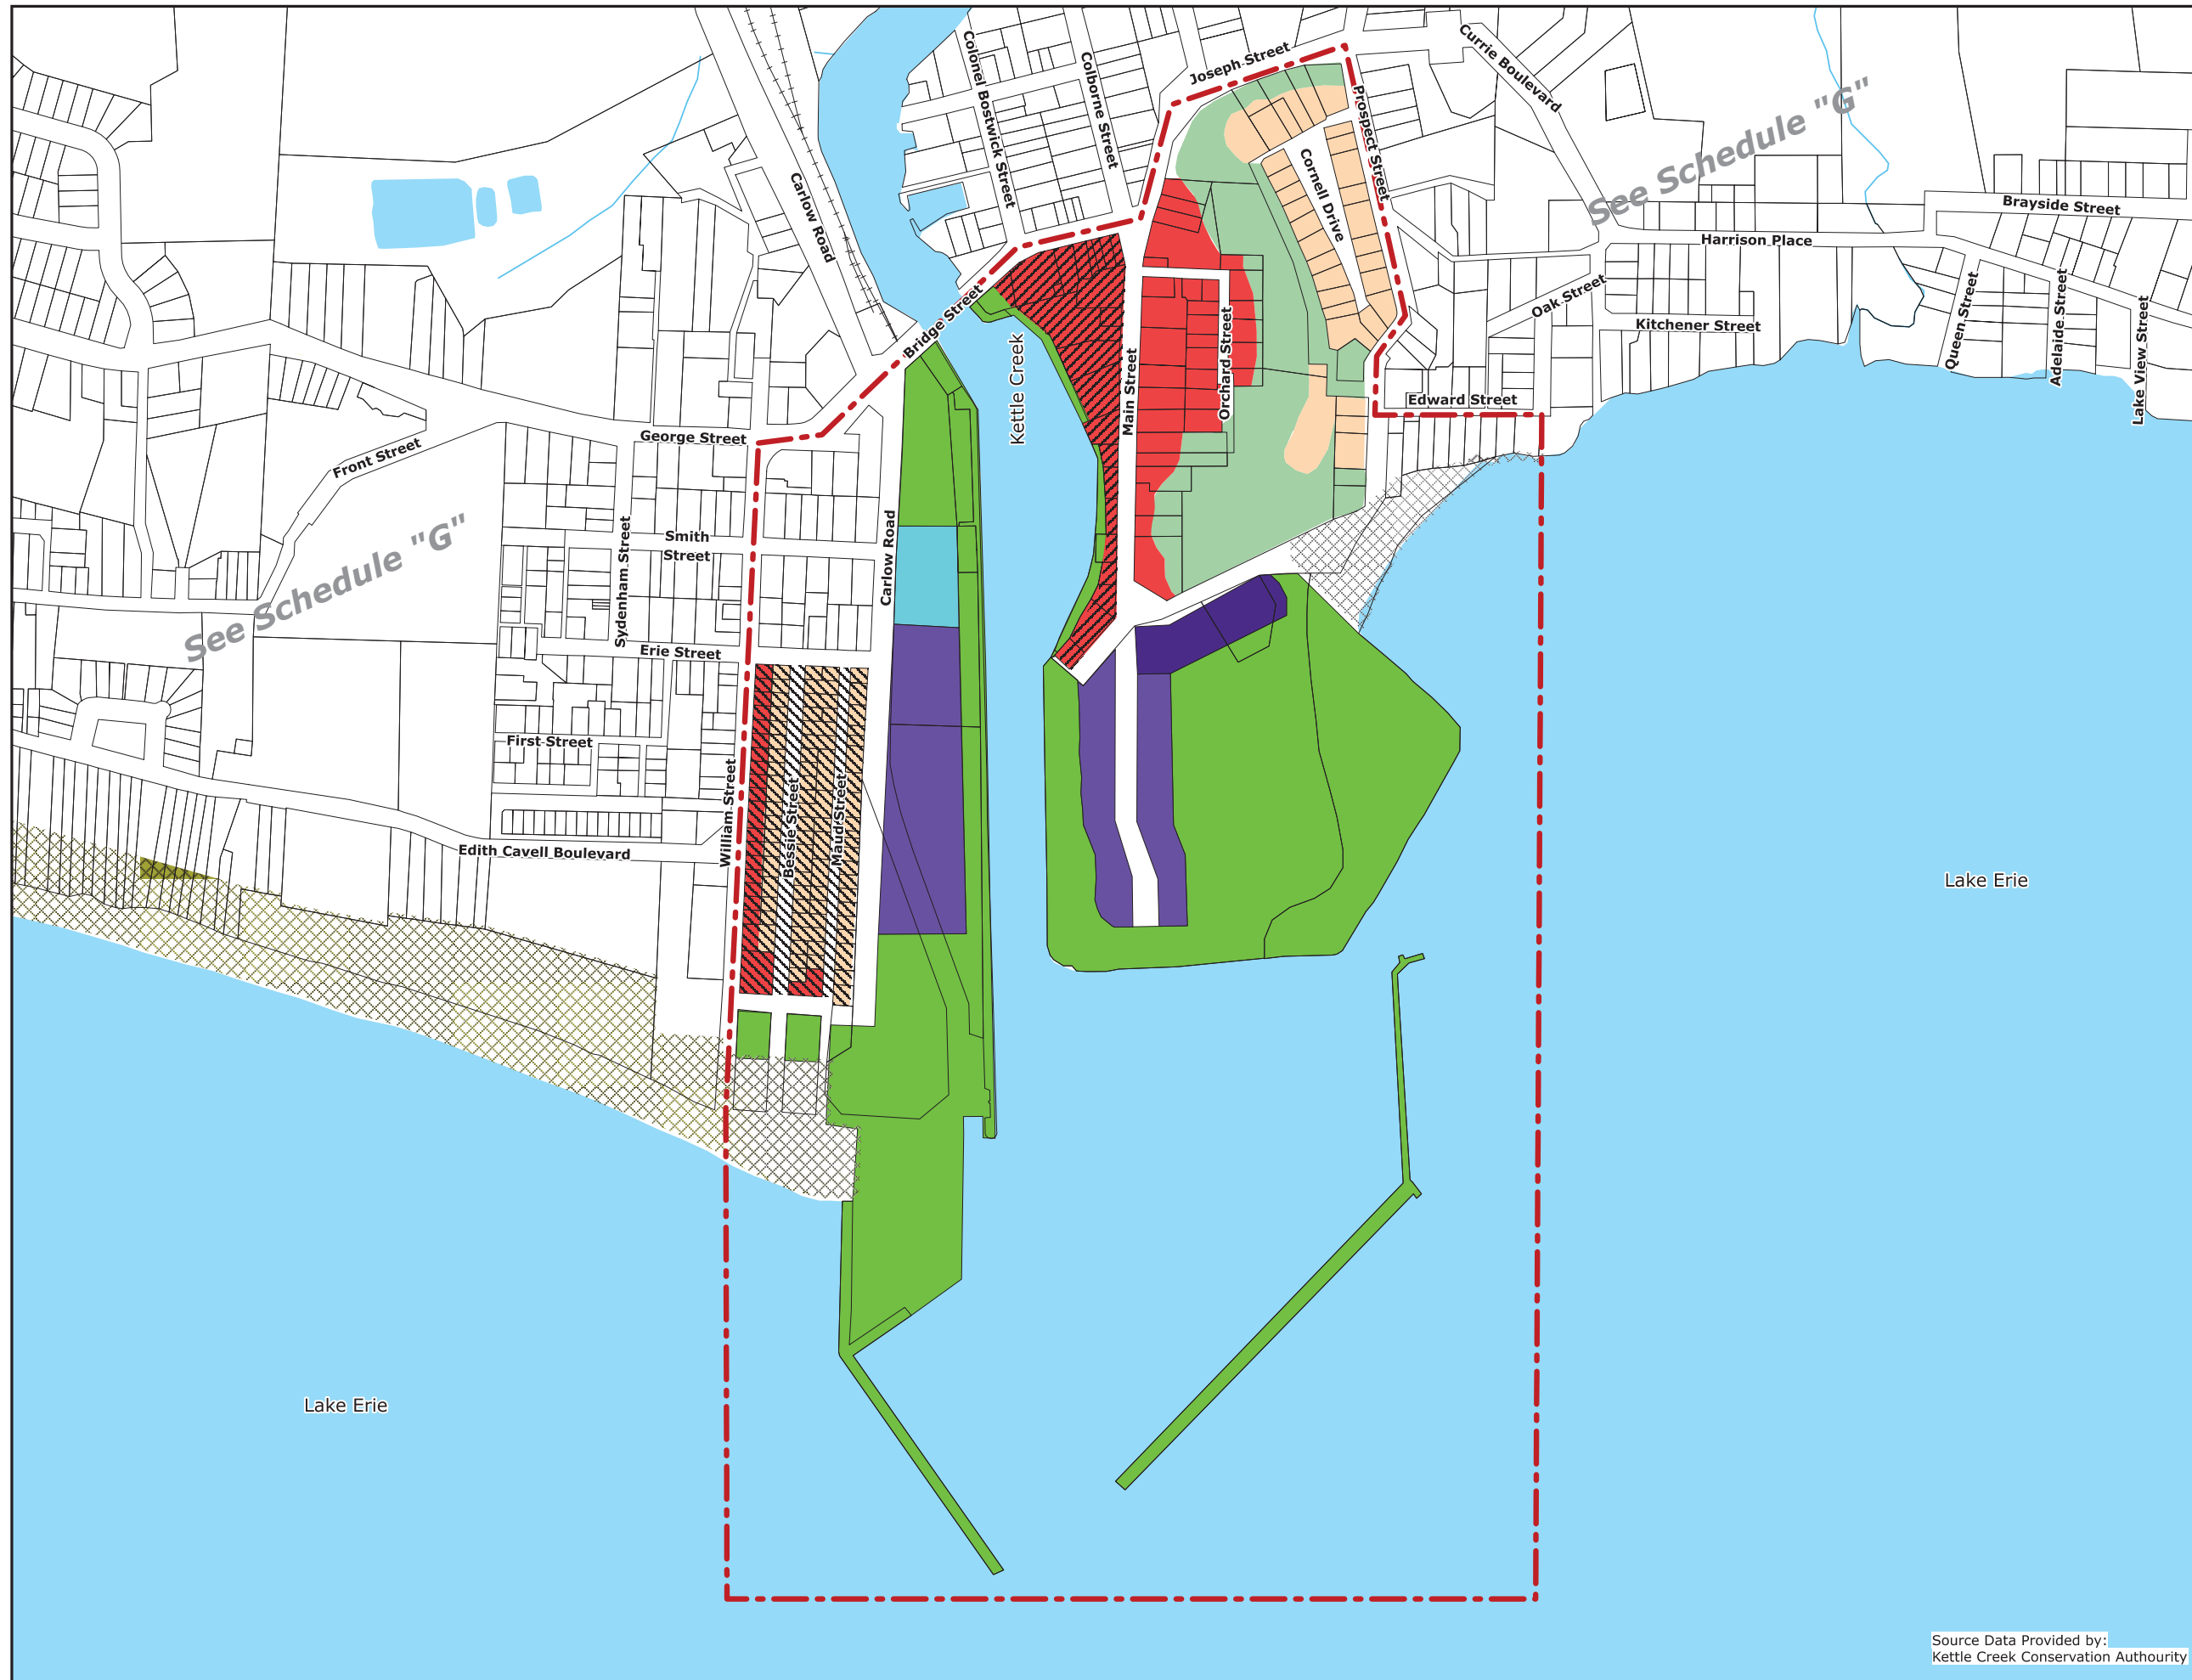 Colonel Bostwick Street
Colborne Street
Joseph Street
Prospect Street
Currie Boulevard
See Schedule "G"
Carlow Road
Cornell Drive
Brayside Street
Harrison Place
Oak Street
Kitchener Street
Queen Street
Adelaide Street
Lake View Street
Bridge Street
Kettle Creek
Main Street
Orchard Street
Edward Street
George Street
Front Street
Smith
Street
Sydenham Street
Carlow Road
See Schedule "G"
Erie Street
First Street
William Street
Bessie Street
Maud Street
Edith Cavell Boulevard
Lake Erie
Lake Erie
Source Data Provided by:
Kettle Creek Conservation Authourity